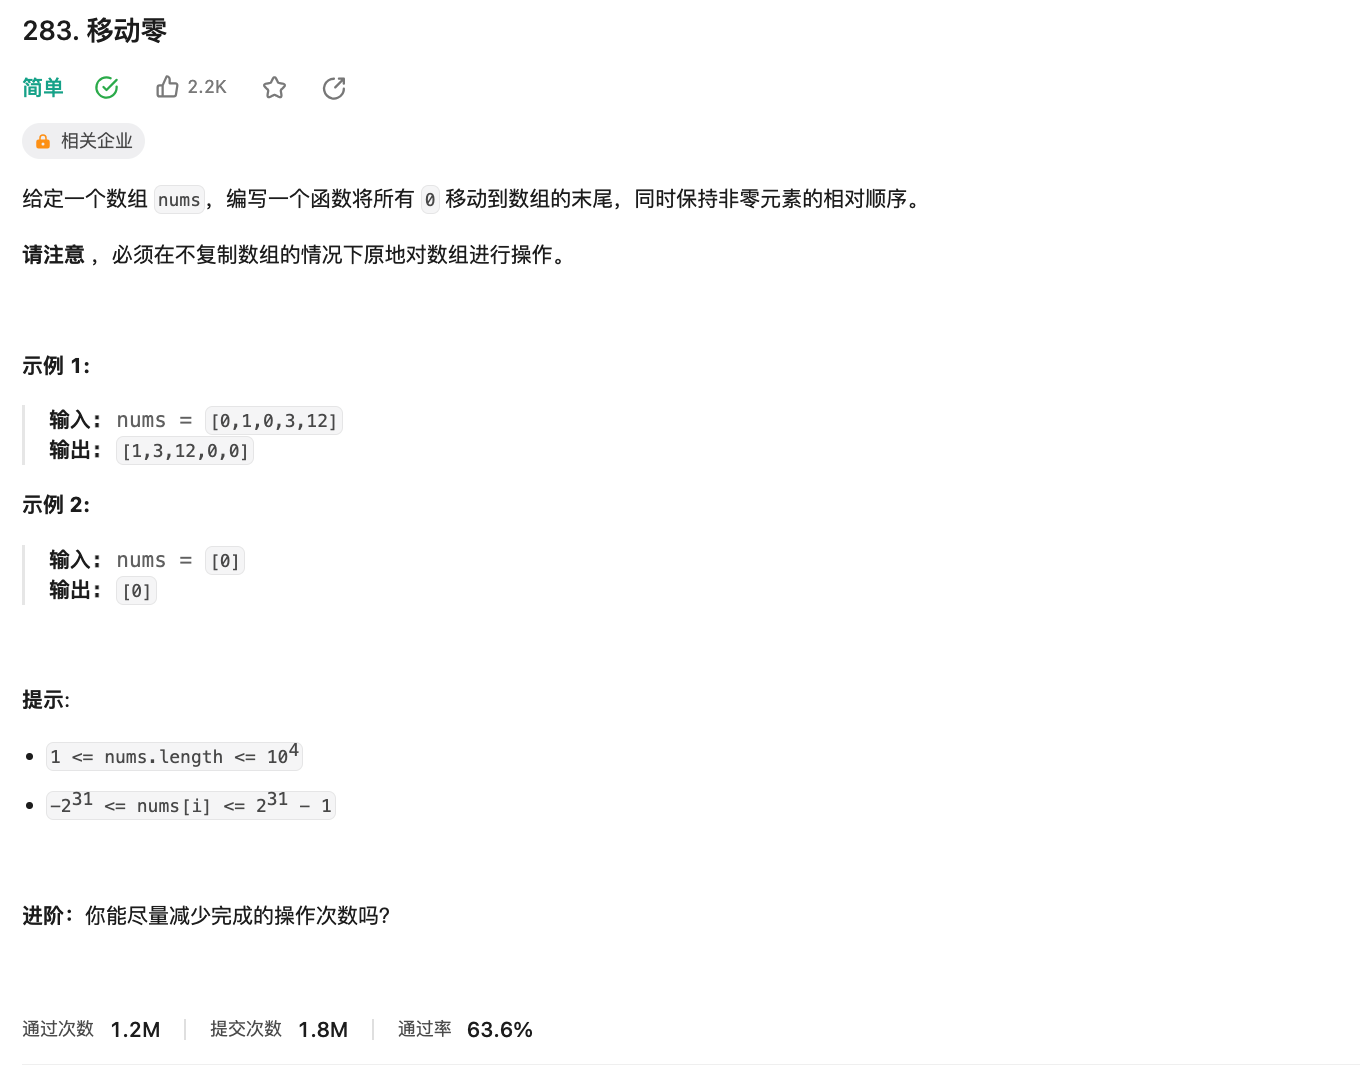 283. 移动零
简单
2.2K
相关企业
给定一个数组 nums，编写一个函数将所有 0 移动到数组的末尾，同时保持非零元素的相对顺序。
请注意 ，必须在不复制数组的情况下原地对数组进行操作。
示例 1:
输入: nums = [0,1,0,3,12]
输出: [1,3,12,0,0]
示例 2:
输入: nums = [0]
输出: [0]
提示:
1 <= nums.length <= 10^4
-2^31 <= nums[i] <= 2^31 - 1
进阶：你能尽量减少完成的操作次数吗?
通过次数 1.2M 提交次数 1.8M 通过率 63.6%